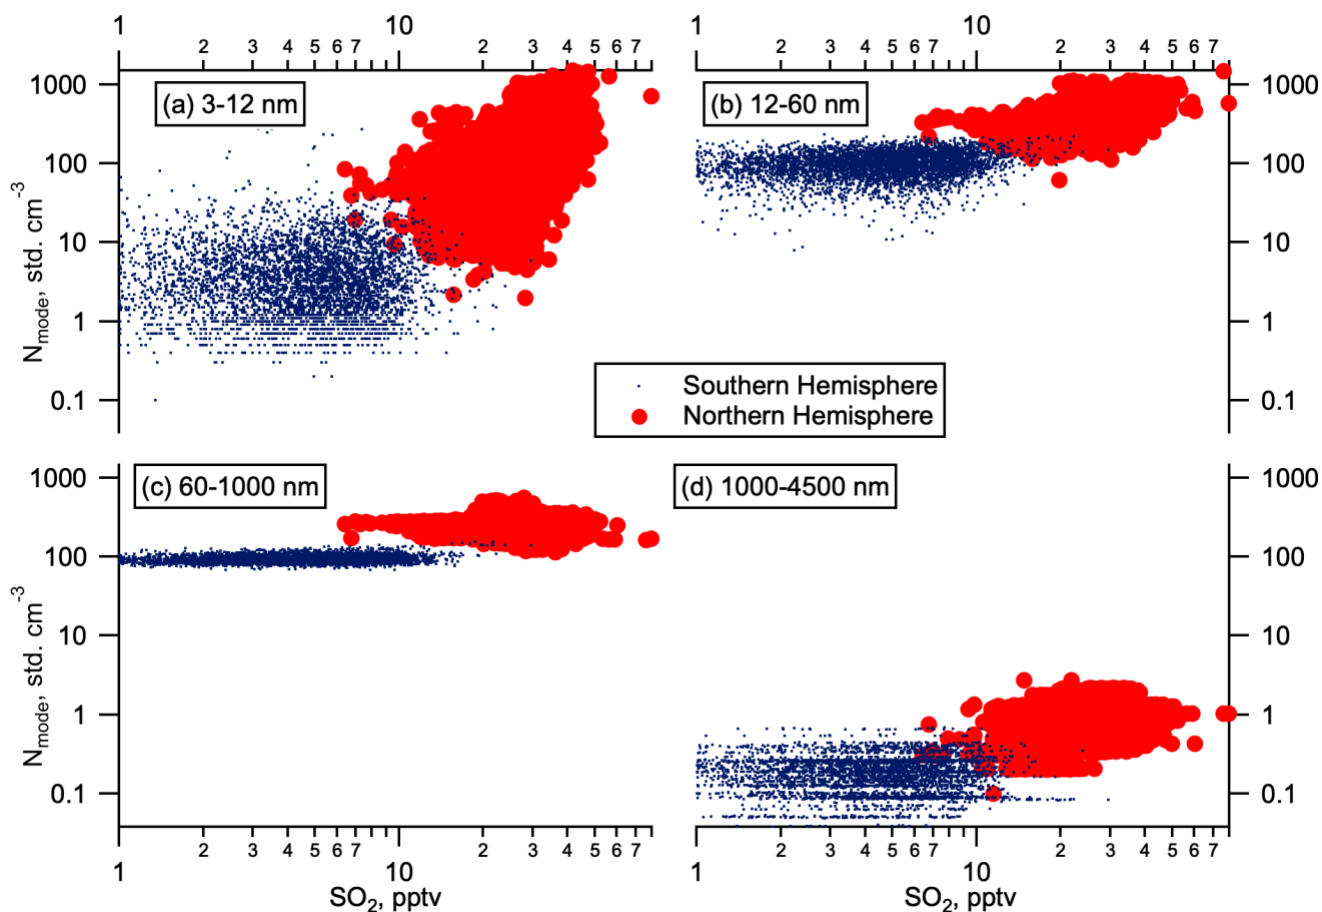 1 10 1 10
2 3 4 5 6 7 2 3 4 5 6 7 2 3 4 5 6 7 2 3 4 5 6 7
(a) 3-12 nm
(b) 12-60 nm
1000
100
10
1
0.1
N_mode, std. cm^-3
1000
100
10
1
0.1
Southern Hemisphere
Northern Hemisphere
(c) 60-1000 nm
(d) 1000-4500 nm
1000
100
10
1
0.1
N_mode, std. cm^-3
1000
100
10
1
0.1
2 3 4 5 6 7 2 3 4 5 6 7 2 3 4 5 6 7 2 3 4 5 6 7
1 10 1 10
SO₂, pptv
SO₂, pptv